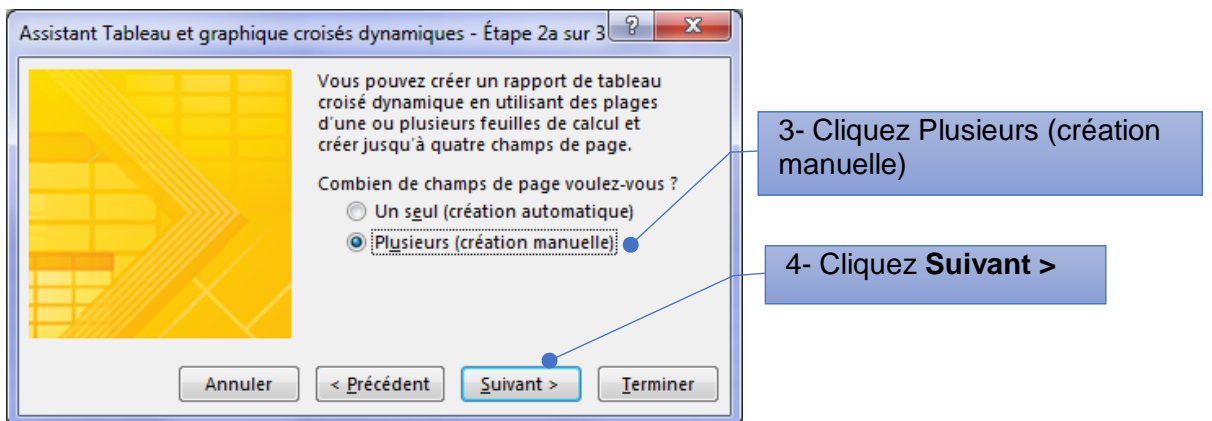 Assistant Tableau et graphique croisés dynamiques - Étape 2a sur 3
Vous pouvez créer un rapport de tableau
croisé dynamique en utilisant des plages
d'une ou plusieurs feuilles de calcul et
créer jusqu'à quatre champs de page.
Combien de champs de page voulez-vous ?
Un seul (création automatique)
Plusieurs (création manuelle)
Annuler
< Précédent
Suivant >
Terminer
3- Cliquez Plusieurs (création
manuelle)
4- Cliquez Suivant >